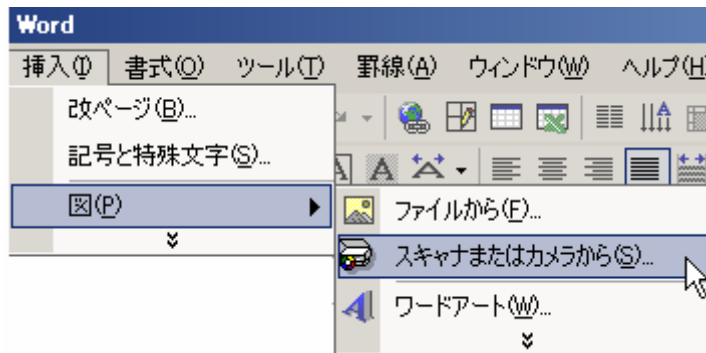 Word
挿入(I) 書式(O) ツール(T) 罫線(A) ウィンドウ(W) ヘルプ(H
改ページ(B)...
記号と特殊文字(S)...
図(P)
ファイルから(F)...
スキャナまたはカメラから(S)...
ワードアート(W)...